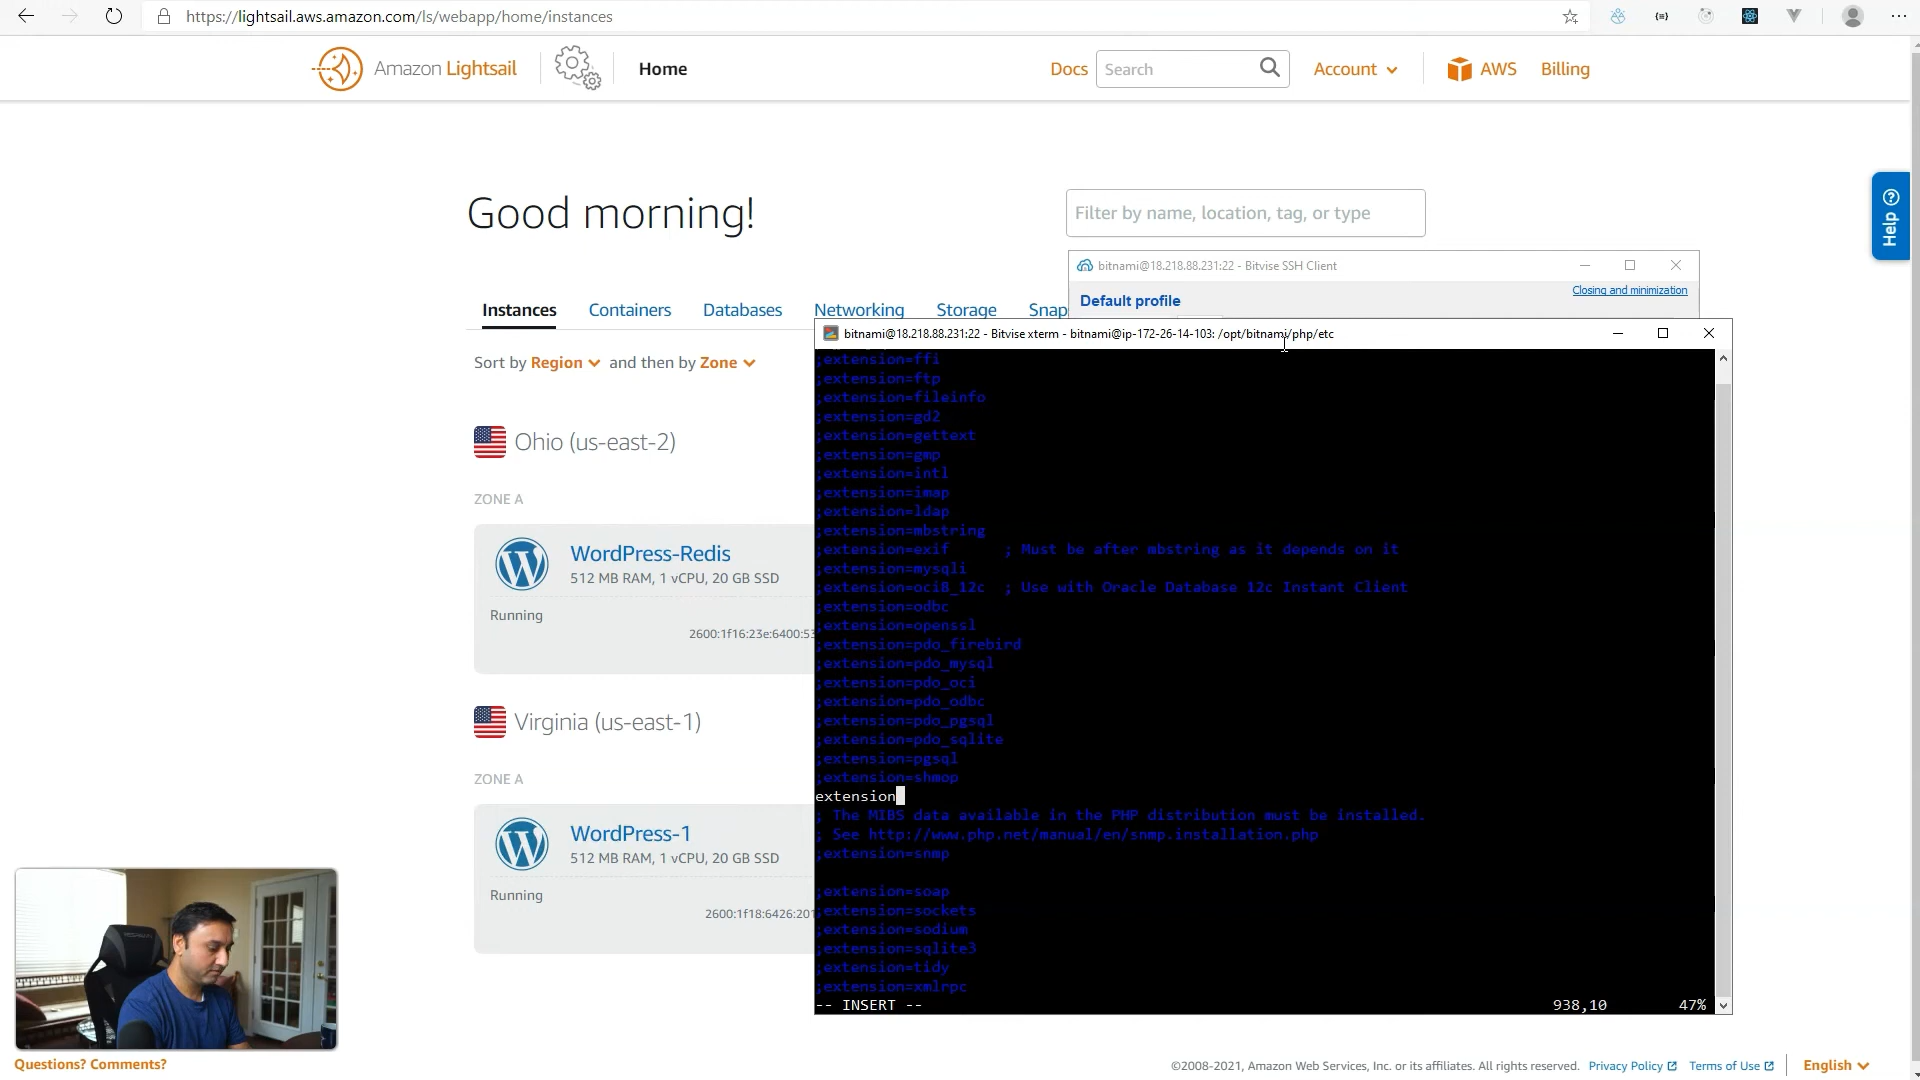 https://lightsail.aws.amazon.com/ls/webapp/home/instances
Amazon Lightsail
Home
Docs
Search
Account
AWS
Billing
Help
Good morning!
Filter by name, location, tag, or type
bitnami@18.218.88.231:22 - Bitvise SSH Client
Closing and minimization
Default profile
Instances
Containers
Databases
Networking
Storage
Snap
Sort by Region and then by Zone
Ohio (us-east-2)
ZONE A
WordPress-Redis
512 MB RAM, 1 vCPU, 20 GB SSD
Running
2600:1f16:23e:6400:53
Virginia (us-east-1)
ZONE A
WordPress-1
512 MB RAM, 1 vCPU, 20 GB SSD
Running
2600:1f18:6426:201
bitnami@18.218.88.231:22 - Bitvise xterm - bitnami@ip-172-26-14-103: /opt/bitnami/php/etc
;extension=ffi
;extension=ftp
;extension=fileinfo
;extension=gd2
;extension=gettext
;extension=gmp
;extension=intl
;extension=imap
;extension=ldap
;extension=mbstring
;extension=exif ; Must be after mbstring as it depends on it
;extension=mysqli
;extension=oci8_12c ; Use with Oracle Database 12c Instant Client
;extension=odbc
;extension=openssl
;extension=pdo_firebird
;extension=pdo_mysql
;extension=pdo_oci
;extension=pdo_odbc
;extension=pdo_pgsql
;extension=pdo_sqlite
;extension=pgsql
;extension=shmop
extension
; The MIBS data available in the PHP distribution must be installed.
; See http://www.php.net/manual/en/snmp.installation.php
;extension=snmp
;extension=soap
;extension=sockets
;extension=sodium
;extension=sqlite3
;extension=tidy
;extension=xmlrpc
-- INSERT -- 938,10 47%
Questions? Comments?
©2008-2021, Amazon Web Services, Inc. or its affiliates. All rights reserved. Privacy Policy Terms of Use English